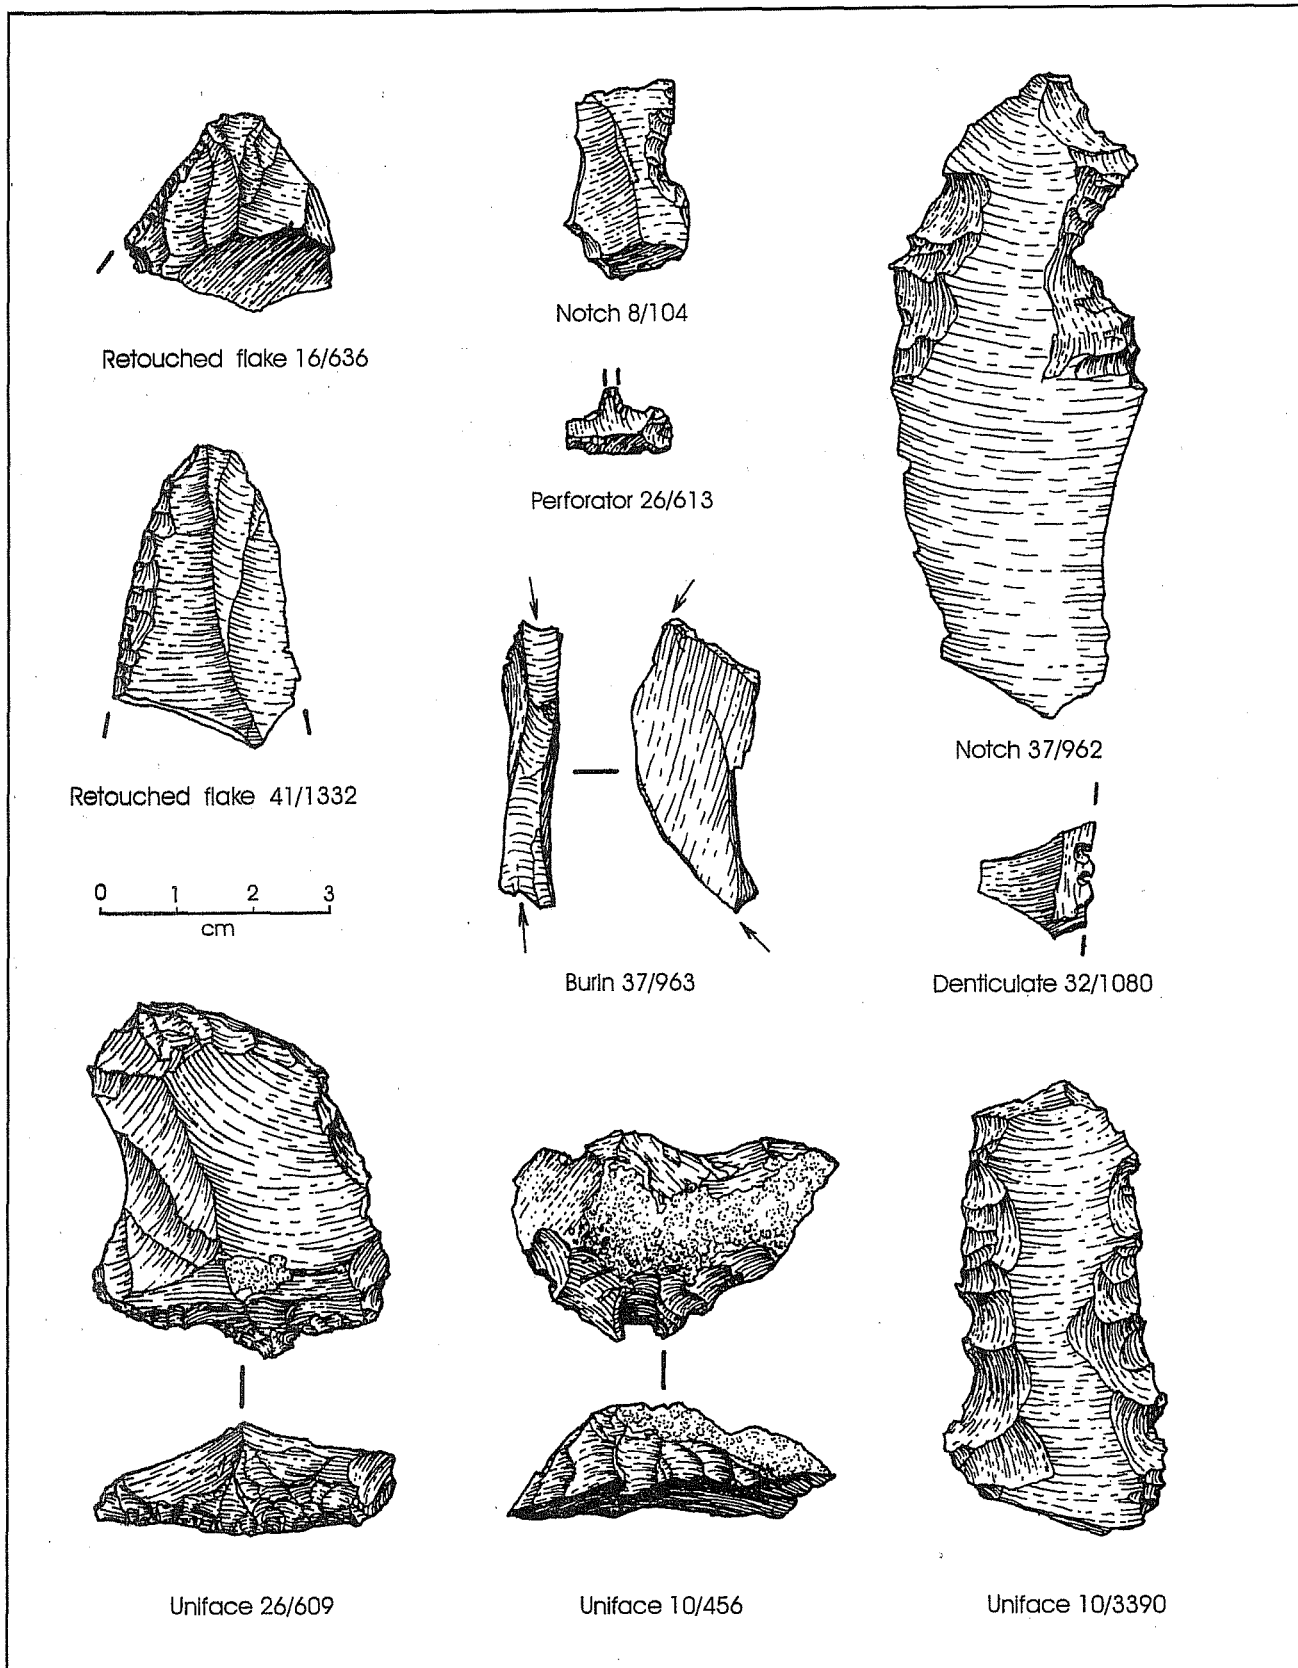 Retouched flake 16/636
Notch 8/104
Perforator 26/613
Notch 37/962
Retouched flake 41/1332
0 1 2 3
cm
Burin 37/963
Denticulate 32/1080
Uniface 26/609
Uniface 10/456
Uniface 10/3390